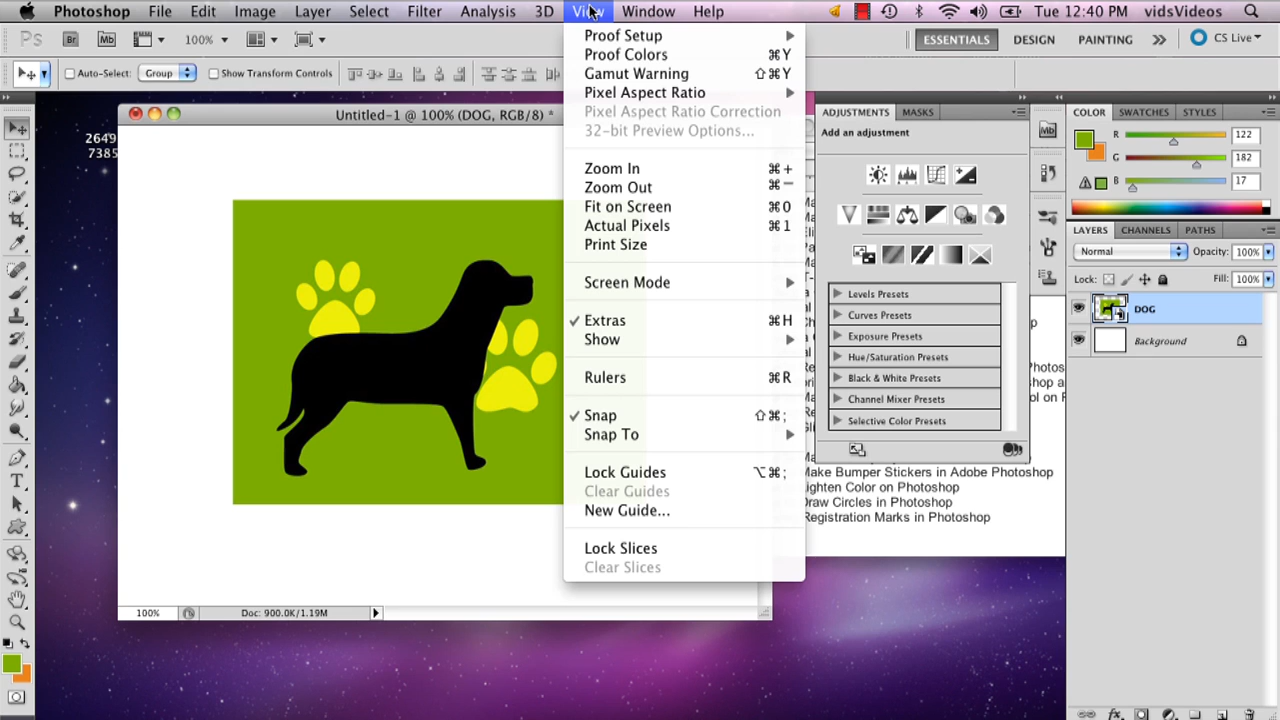 Photoshop File Edit Image Layer Select Filter Analysis 3D View Window Help Tue 12:40 PM vidsVideos
Ps Br Mb 100% ESSENTIALS DESIGN PAINTING CS Live
Auto-Select: Group Show Transform Controls
Untitled-1 @ 100% (DOG, RGB/8) *
2649
7385
Proof Setup
Proof Colors ⌘Y
Gamut Warning ⇧⌘Y
Pixel Aspect Ratio
Pixel Aspect Ratio Correction
32-bit Preview Options...
Zoom In ⌘+
Zoom Out ⌘−
Fit on Screen ⌘0
Actual Pixels ⌘1
Print Size
Screen Mode
✓ Extras ⌘H
Show
Rulers ⌘R
✓ Snap ⇧⌘;
Snap To
Lock Guides ⌥⌘;
Clear Guides
New Guide...
Lock Slices
Clear Slices
100% Doc: 900.0K/1.19M
ADJUSTMENTS MASKS
Add an adjustment
Levels Presets
Curves Presets
Exposure Presets
Hue/Saturation Presets
Black & White Presets
Channel Mixer Presets
Selective Color Presets
Make Bumper Stickers in Adobe Photoshop
ighten Color on Photoshop
Draw Circles in Photoshop
Registration Marks in Photoshop
Mb
COLOR SWATCHES STYLES
R 122
G 182
B 17
LAYERS CHANNELS PATHS
Normal Opacity: 100%
Lock: Fill: 100%
DOG
Background